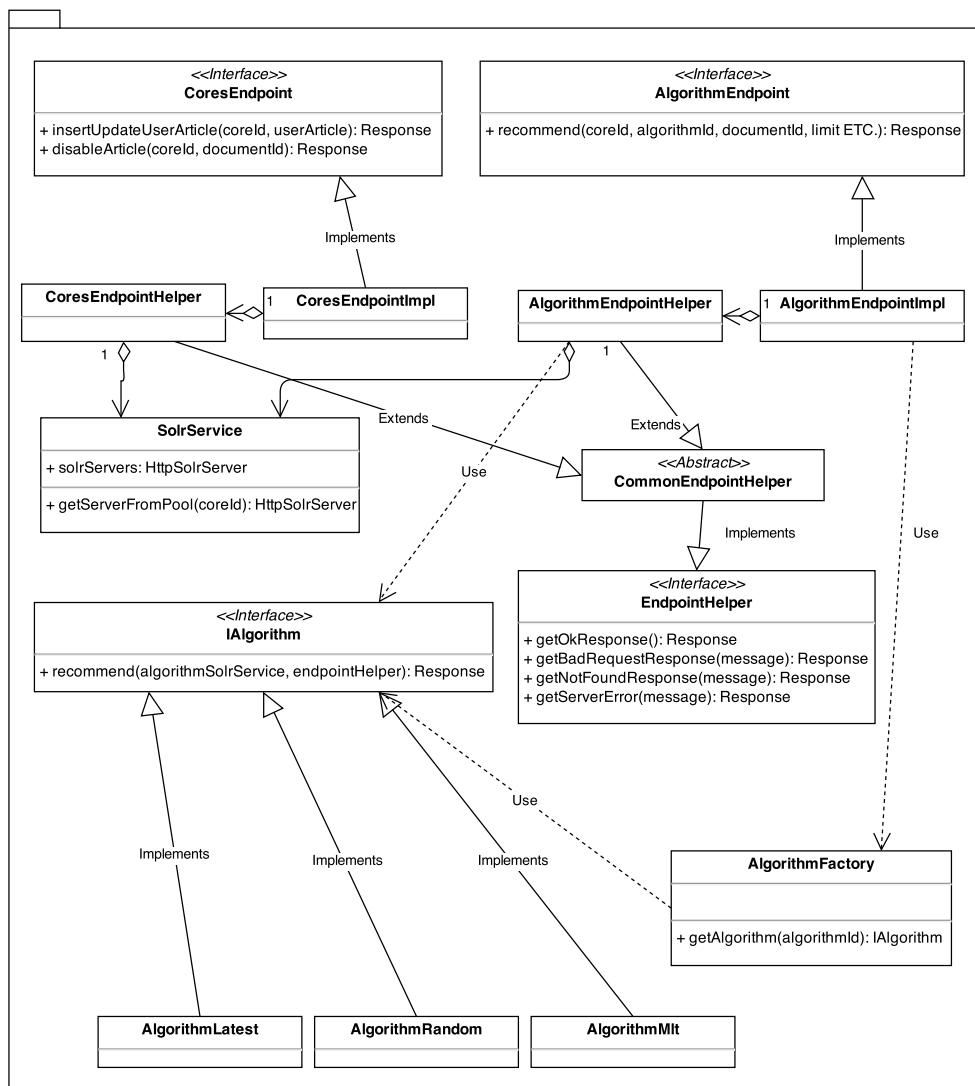 <<Interface>>
CoresEndpoint
+ insertUpdateUserArticle(coreId, userArticle): Response
+ disableArticle(coreId, documentId): Response
<<Interface>>
AlgorithmEndpoint
+ recommend(coreId, algorithmId, documentId, limit ETC.): Response
Implements
Implements
CoresEndpointHelper
1
CoresEndpointImpl
AlgorithmEndpointHelper
1
AlgorithmEndpointImpl
1
1
Extends
Extends
Use
Use
SolrService
+ solrServers: HttpSolrServer
+ getServerFromPool(coreId): HttpSolrServer
<<Abstract>>
CommonEndpointHelper
Implements
<<Interface>>
EndpointHelper
+ getOkResponse(): Response
+ getBadRequestResponse(message): Response
+ getNotFoundResponse(message): Response
+ getServerError(message): Response
<<Interface>>
IAlgorithm
+ recommend(algorithmSolrService, endpointHelper): Response
Use
Implements
Implements
Implements
AlgorithmFactory
+ getAlgorithm(algorithmId): IAlgorithm
AlgorithmLatest
AlgorithmRandom
AlgorithmMlt